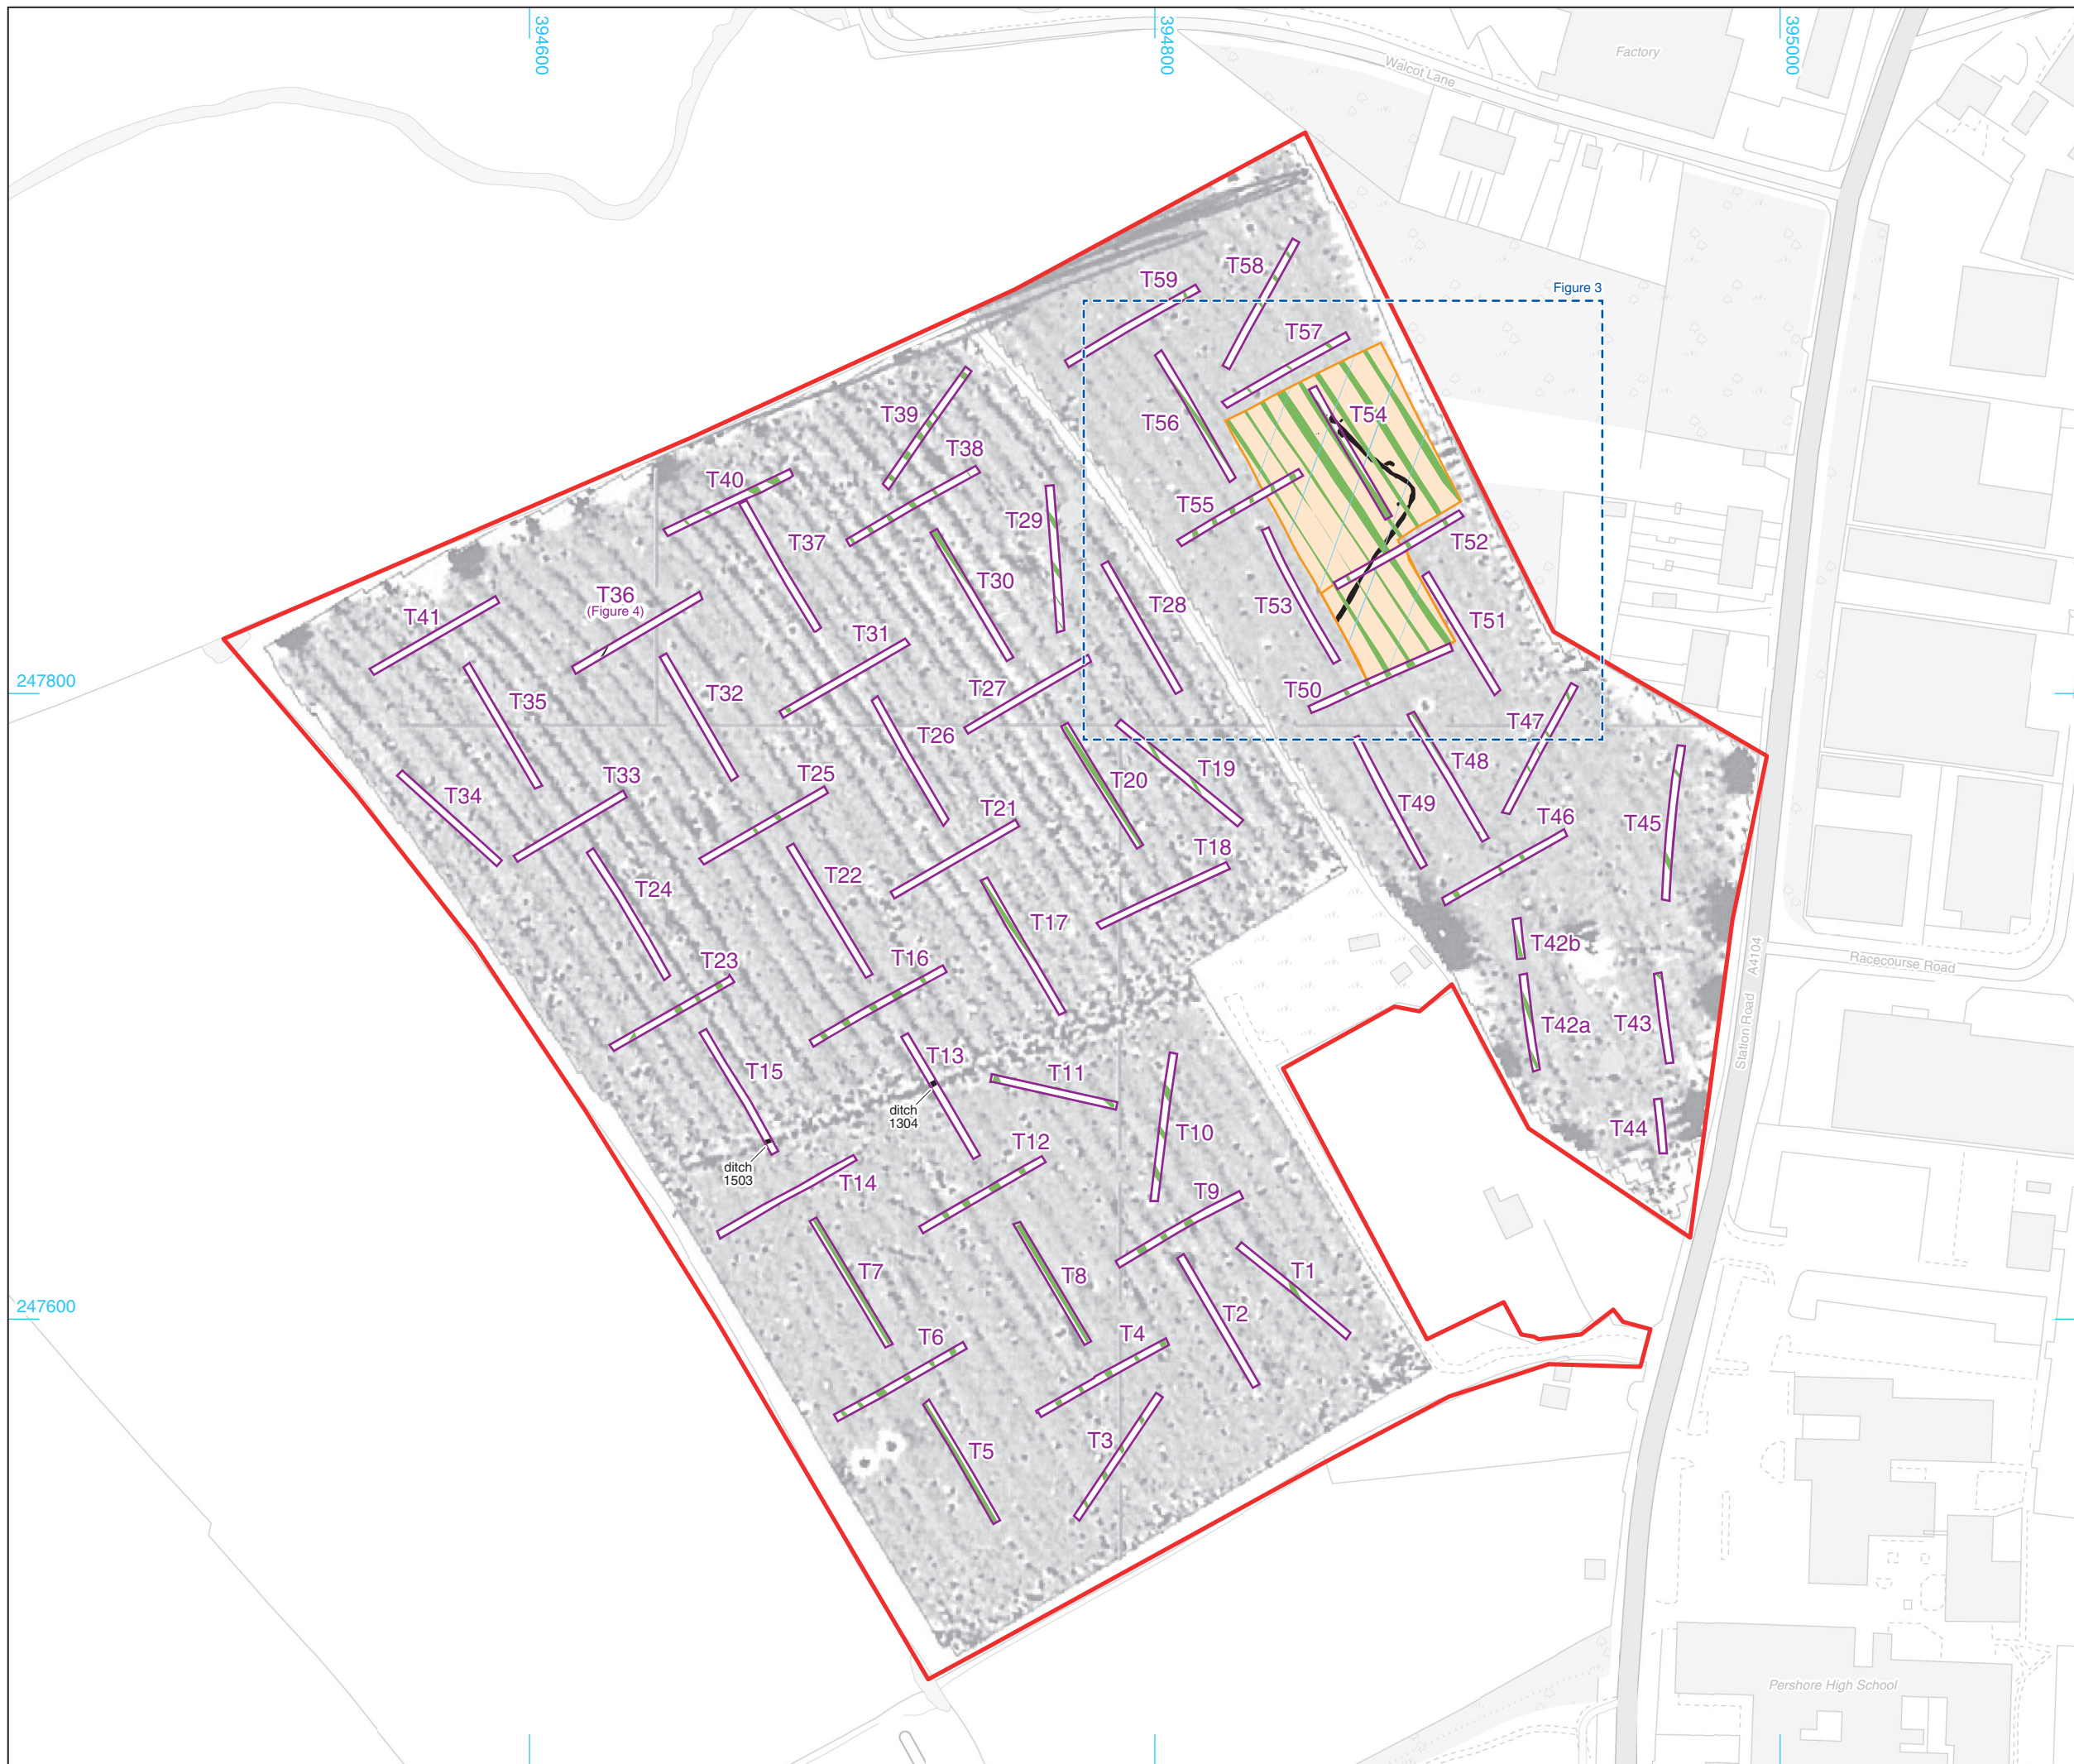 394600
394800
395000
Factory
Walcot Lane
T58
T59
Figure 3
T57
T39
T54
T56
T38
T40
T55
T29
T37
T52
T30
T36
(Figure 4)
T28
T53
T41
T51
T31
247800
T27
T50
T32
T35
T47
T26
T48
T19
T20
T33
T25
T34
T49
T21
T46
T45
T18
T22
T24
T17
T42b
T16
T23
Racecourse Road
A4104
T42a
T43
Station Road
T13
T15
T11
ditch
1304
T44
T10
T12
ditch
1503
T14
T9
T7
T8
T1
247600
T2
T6
T4
T3
T5
Pershore High School